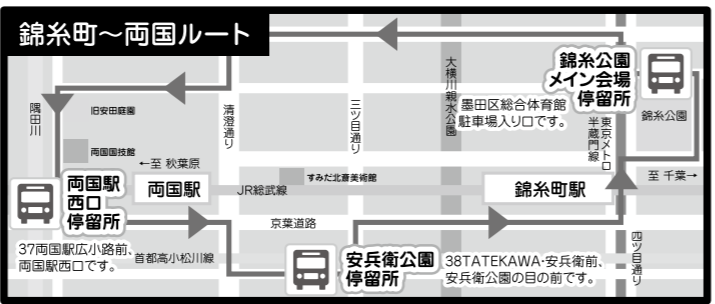 錦糸町〜両国ルート
錦糸公園
メイン会場
停留所
墨田区総合体育館
駐車場入り口です。
大横川親水公園
東京メトロ
半蔵門線
錦糸公園
至 千葉→
隅田川
旧安田庭園
両国国技館
←至 秋葉原
清澄通り
三ツ目通り
すみだ北斎美術館
両国駅
西口
停留所
両国駅
JR総武線
錦糸町駅
京葉道路
37両国駅広小路前、
両国駅西口です。
首都高小松川線
安兵衛公園
停留所
38TATEKAWA・安兵衛前、
安兵衛公園の目の前です。
四ツ目通り